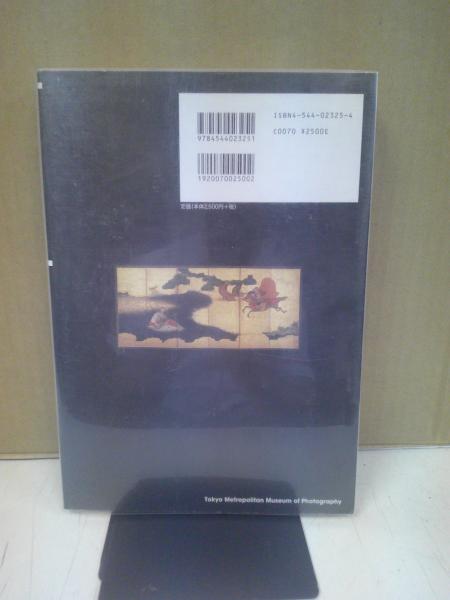 ISBN4-544-02325-4
C0070 ¥2500E
9784544023251
1920070025002
定価(本体2,500円+税)
Tokyo Metropolitan Museum of Photography